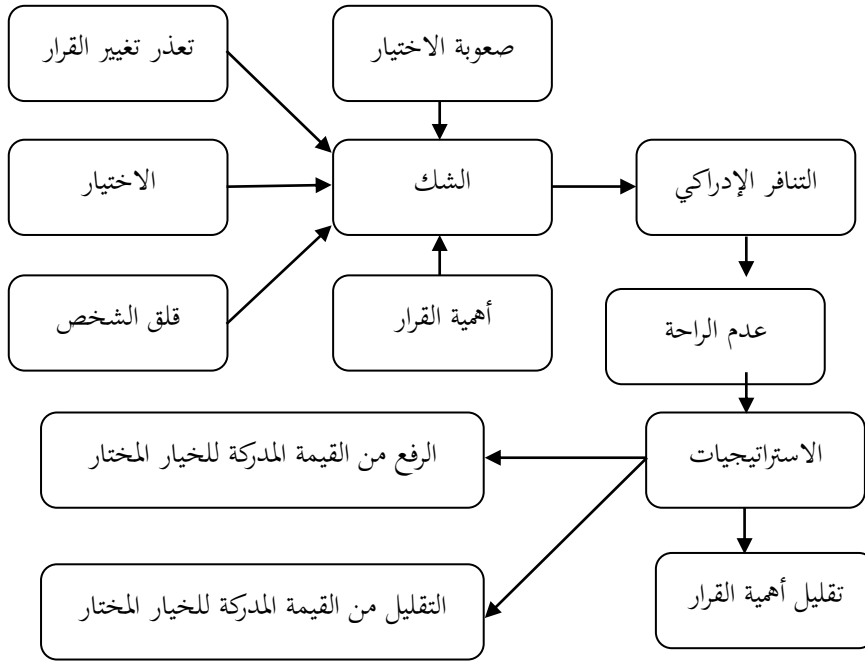 صعوبة الاختيار
تعذر تغيير القرار
التنافر الإدراكي
الشك
الاختيار
أهمية القرار
قلق الشخص
عدم الراحة
الاستراتيجيات
الرفع من القيمة المدركة للخيار المختار
تقليل أهمية القرار
التقليل من القيمة المدركة للخيار المختار